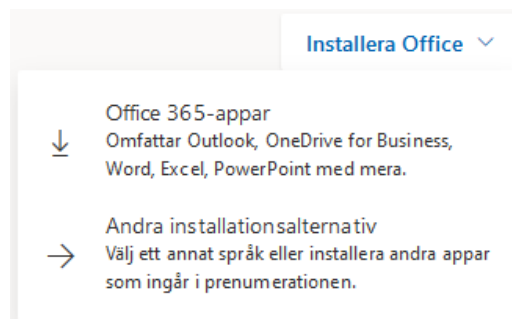 Installera Office
Office 365-appar
Omfattar Outlook, OneDrive for Business,
Word, Excel, PowerPoint med mera.
Andra installationsalternativ
Välj ett annat språk eller installera andra appar
som ingår i prenumerationen.